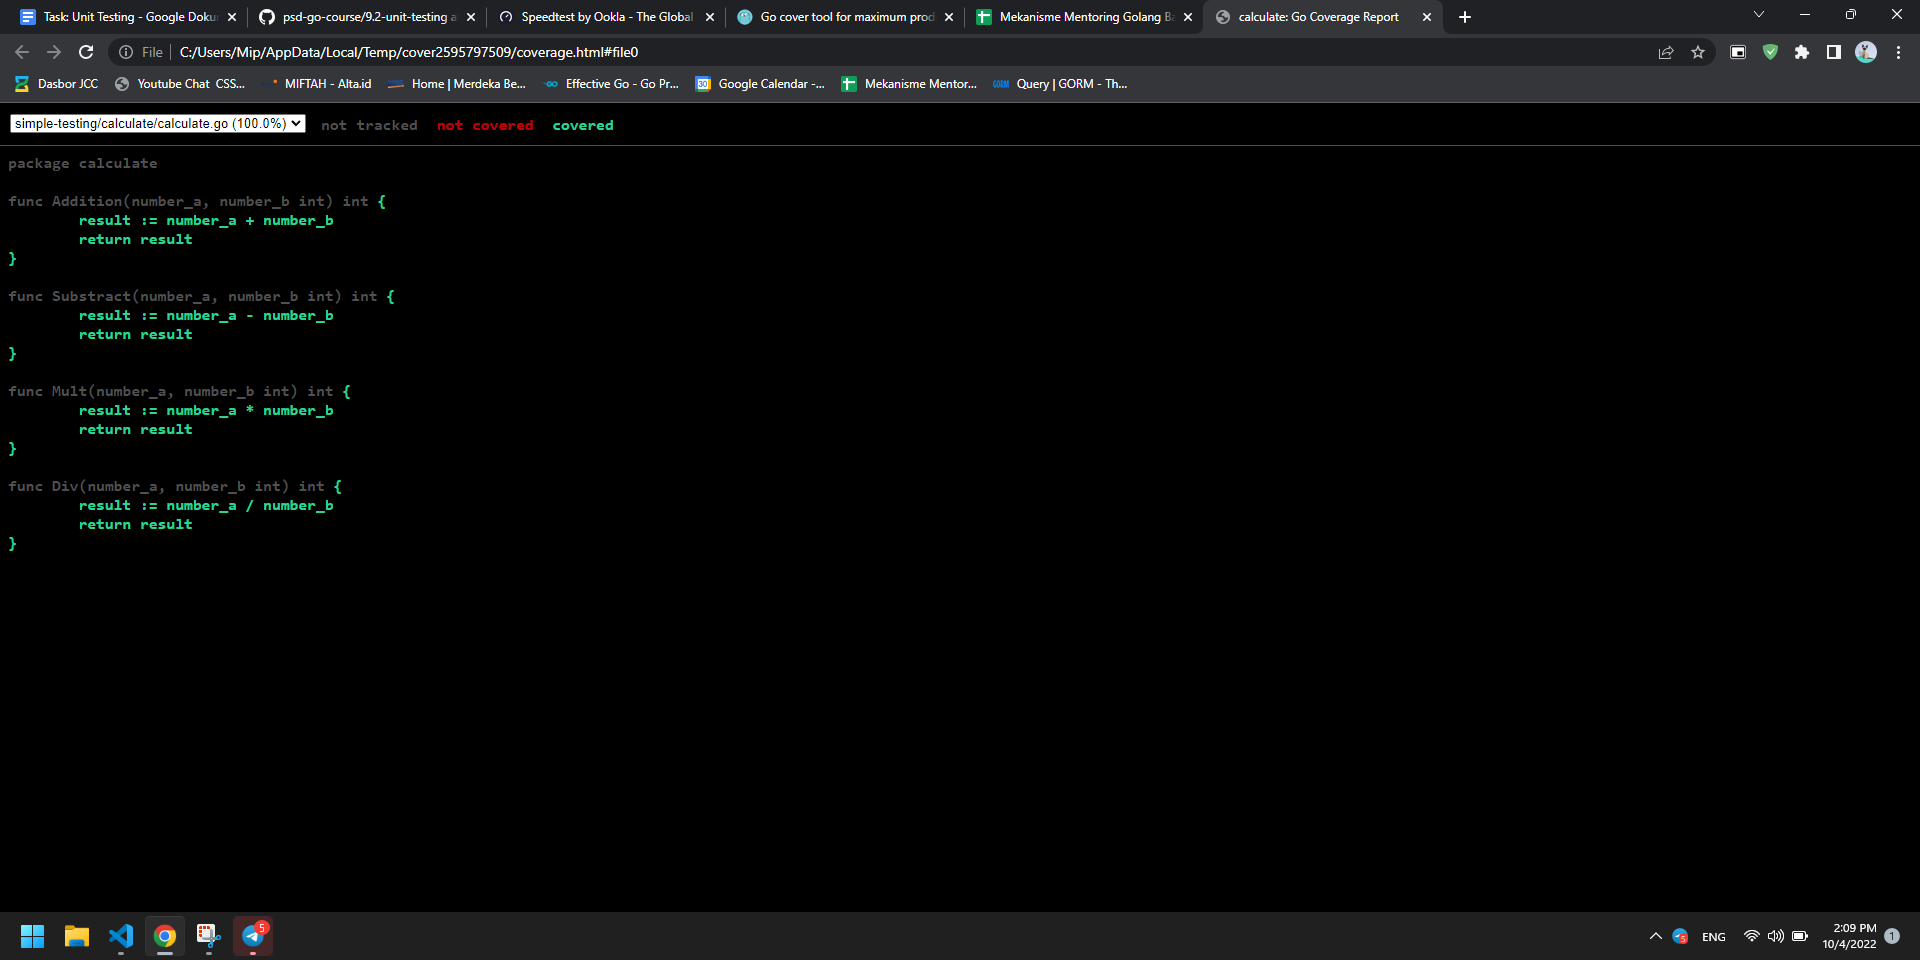 Task: Unit Testing - Google Doku
psd-go-course/9.2-unit-testing a
Speedtest by Ookla - The Global
Go cover tool for maximum prod
Mekanisme Mentoring Golang Ba
calculate: Go Coverage Report
File
C:/Users/Mip/AppData/Local/Temp/cover2595797509/coverage.html#file0
Dasbor JCC
Youtube Chat CSS...
MIFTAH - Alta.id
Home | Merdeka Be...
Effective Go - Go Pr...
30
Google Calendar -...
Mekanisme Mentor...
GORM
Query | GORM - Th...
simple-testing/calculate/calculate.go (100.0%)
not tracked not covered covered
package calculate
func Addition(number_a, number_b int) int {
result := number_a + number_b
return result
}
func Substract(number_a, number_b int) int {
result := number_a - number_b
return result
}
func Mult(number_a, number_b int) int {
result := number_a * number_b
return result
}
func Div(number_a, number_b int) int {
result := number_a / number_b
return result
}
5
5
ENG
2:09 PM
10/4/2022
1